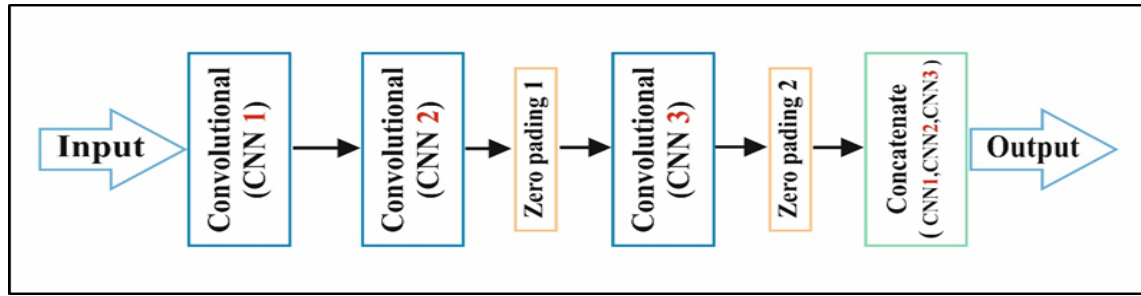 Input
Convolutional
(CNN 1)
Convolutional
(CNN 2)
Zero pading 1
Convolutional
(CNN 3)
Zero pading 2
Concatenate
( CNN1,CNN2,CNN3 )
Output